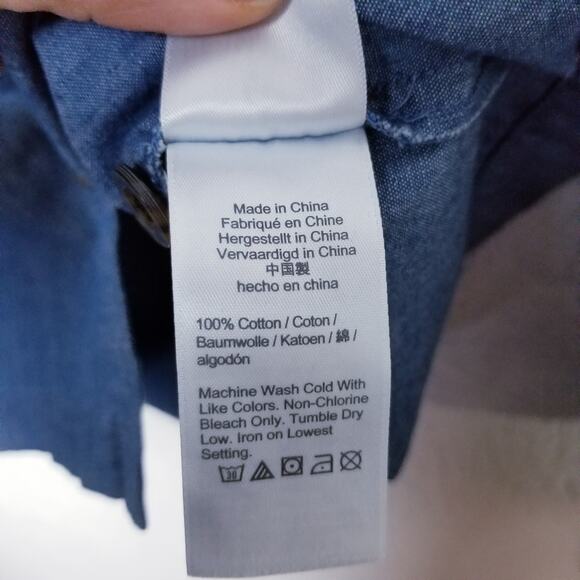 Made in China
Fabriqué en Chine
Hergestellt in China
Vervaardigd in China
中国製
hecho en china
100% Cotton / Coton /
Baumwolle / Katoen / 綿 /
algodón
Machine Wash Cold With
Like Colors. Non-Chlorine
Bleach Only. Tumble Dry
Low. Iron on Lowest
Setting.
30